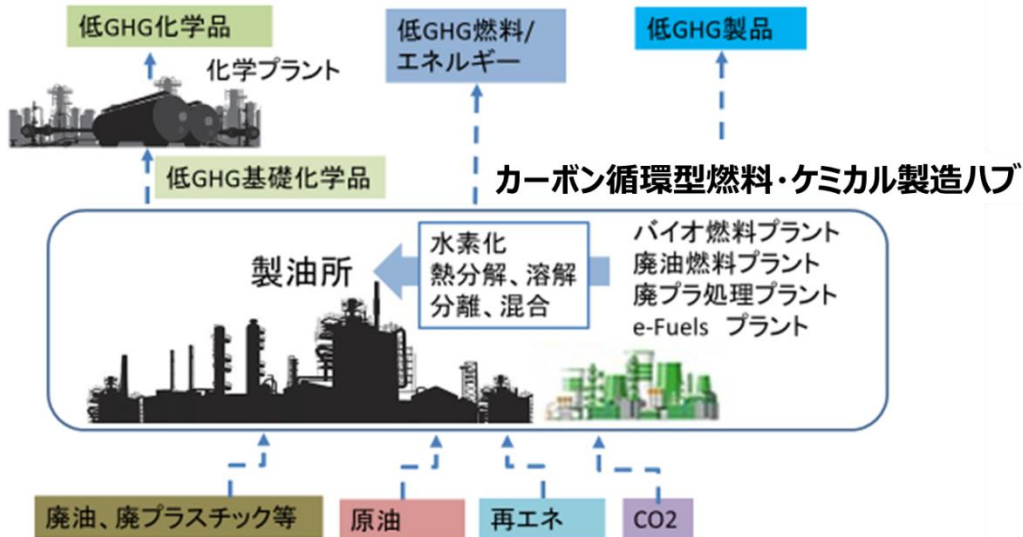 低GHG化学品
低GHG燃料/
エネルギー
低GHG製品
化学プラント
低GHG基礎化学品
カーボン循環型燃料・ケミカル製造ハブ
製油所
水素化
熱分解、溶解
分離、混合
バイオ燃料プラント
廃油燃料プラント
廃プラ処理プラント
e-Fuels プラント
廃油、廃プラスチック等
原油
再エネ
CO2